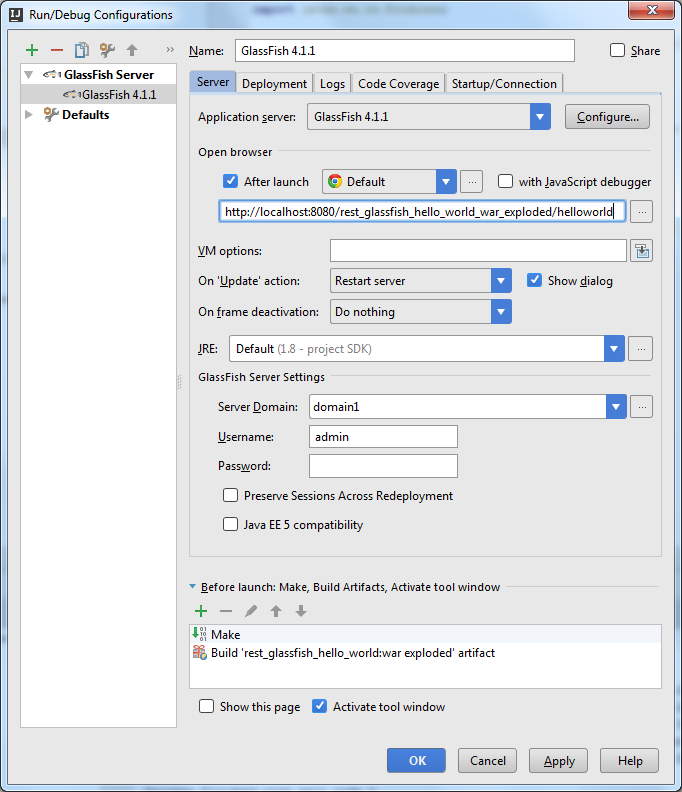 Run/Debug Configurations
Name: GlassFish 4.1.1 Share
GlassFish Server
GlassFish 4.1.1
Defaults
Server Deployment Logs Code Coverage Startup/Connection
Application server: GlassFish 4.1.1 Configure...
Open browser
After launch Default ... with JavaScript debugger
http://localhost:8080/rest_glassfish_hello_world_war_exploded/helloworld ...
VM options:
On 'Update' action: Restart server Show dialog
On frame deactivation: Do nothing
JRE: Default (1.8 - project SDK) ...
GlassFish Server Settings
Server Domain: domain1 ...
Username: admin
Password:
Preserve Sessions Across Redeployment
Java EE 5 compatibility
Before launch: Make, Build Artifacts, Activate tool window
Make
Build 'rest_glassfish_hello_world:war exploded' artifact
Show this page Activate tool window
OK Cancel Apply Help